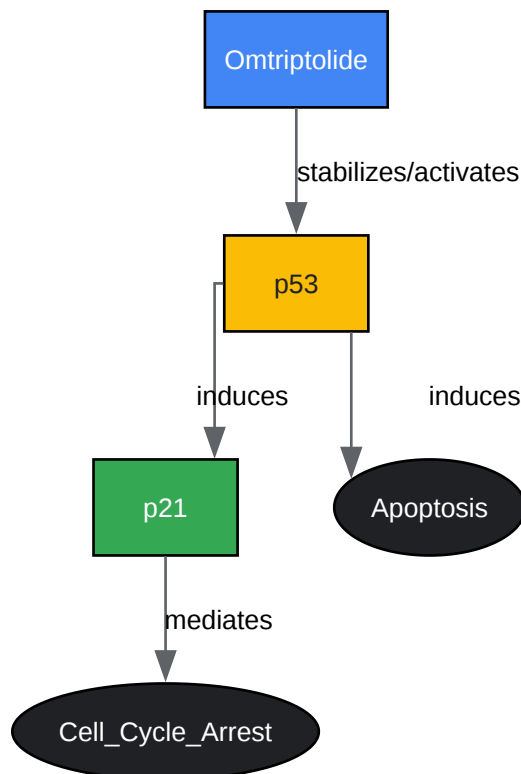 Omtriptolide
stabilizes/activates
p53
induces
induces
p21
Apoptosis
mediates
Cell_Cycle_Arrest